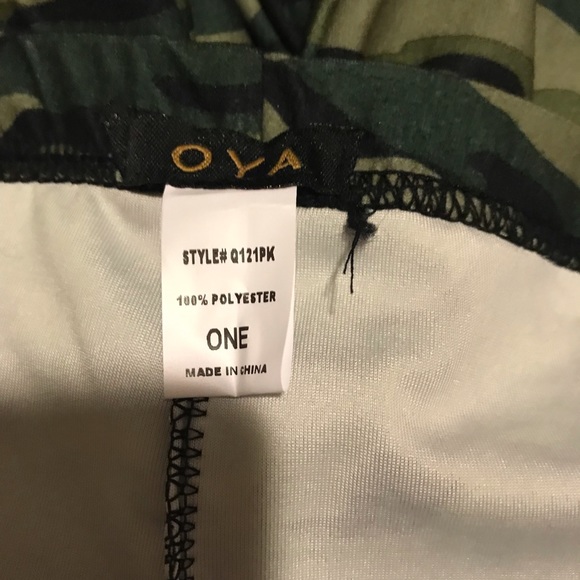 OYA
STYLE# Q121PK
100% POLYESTER
ONE
MADE IN CHINA